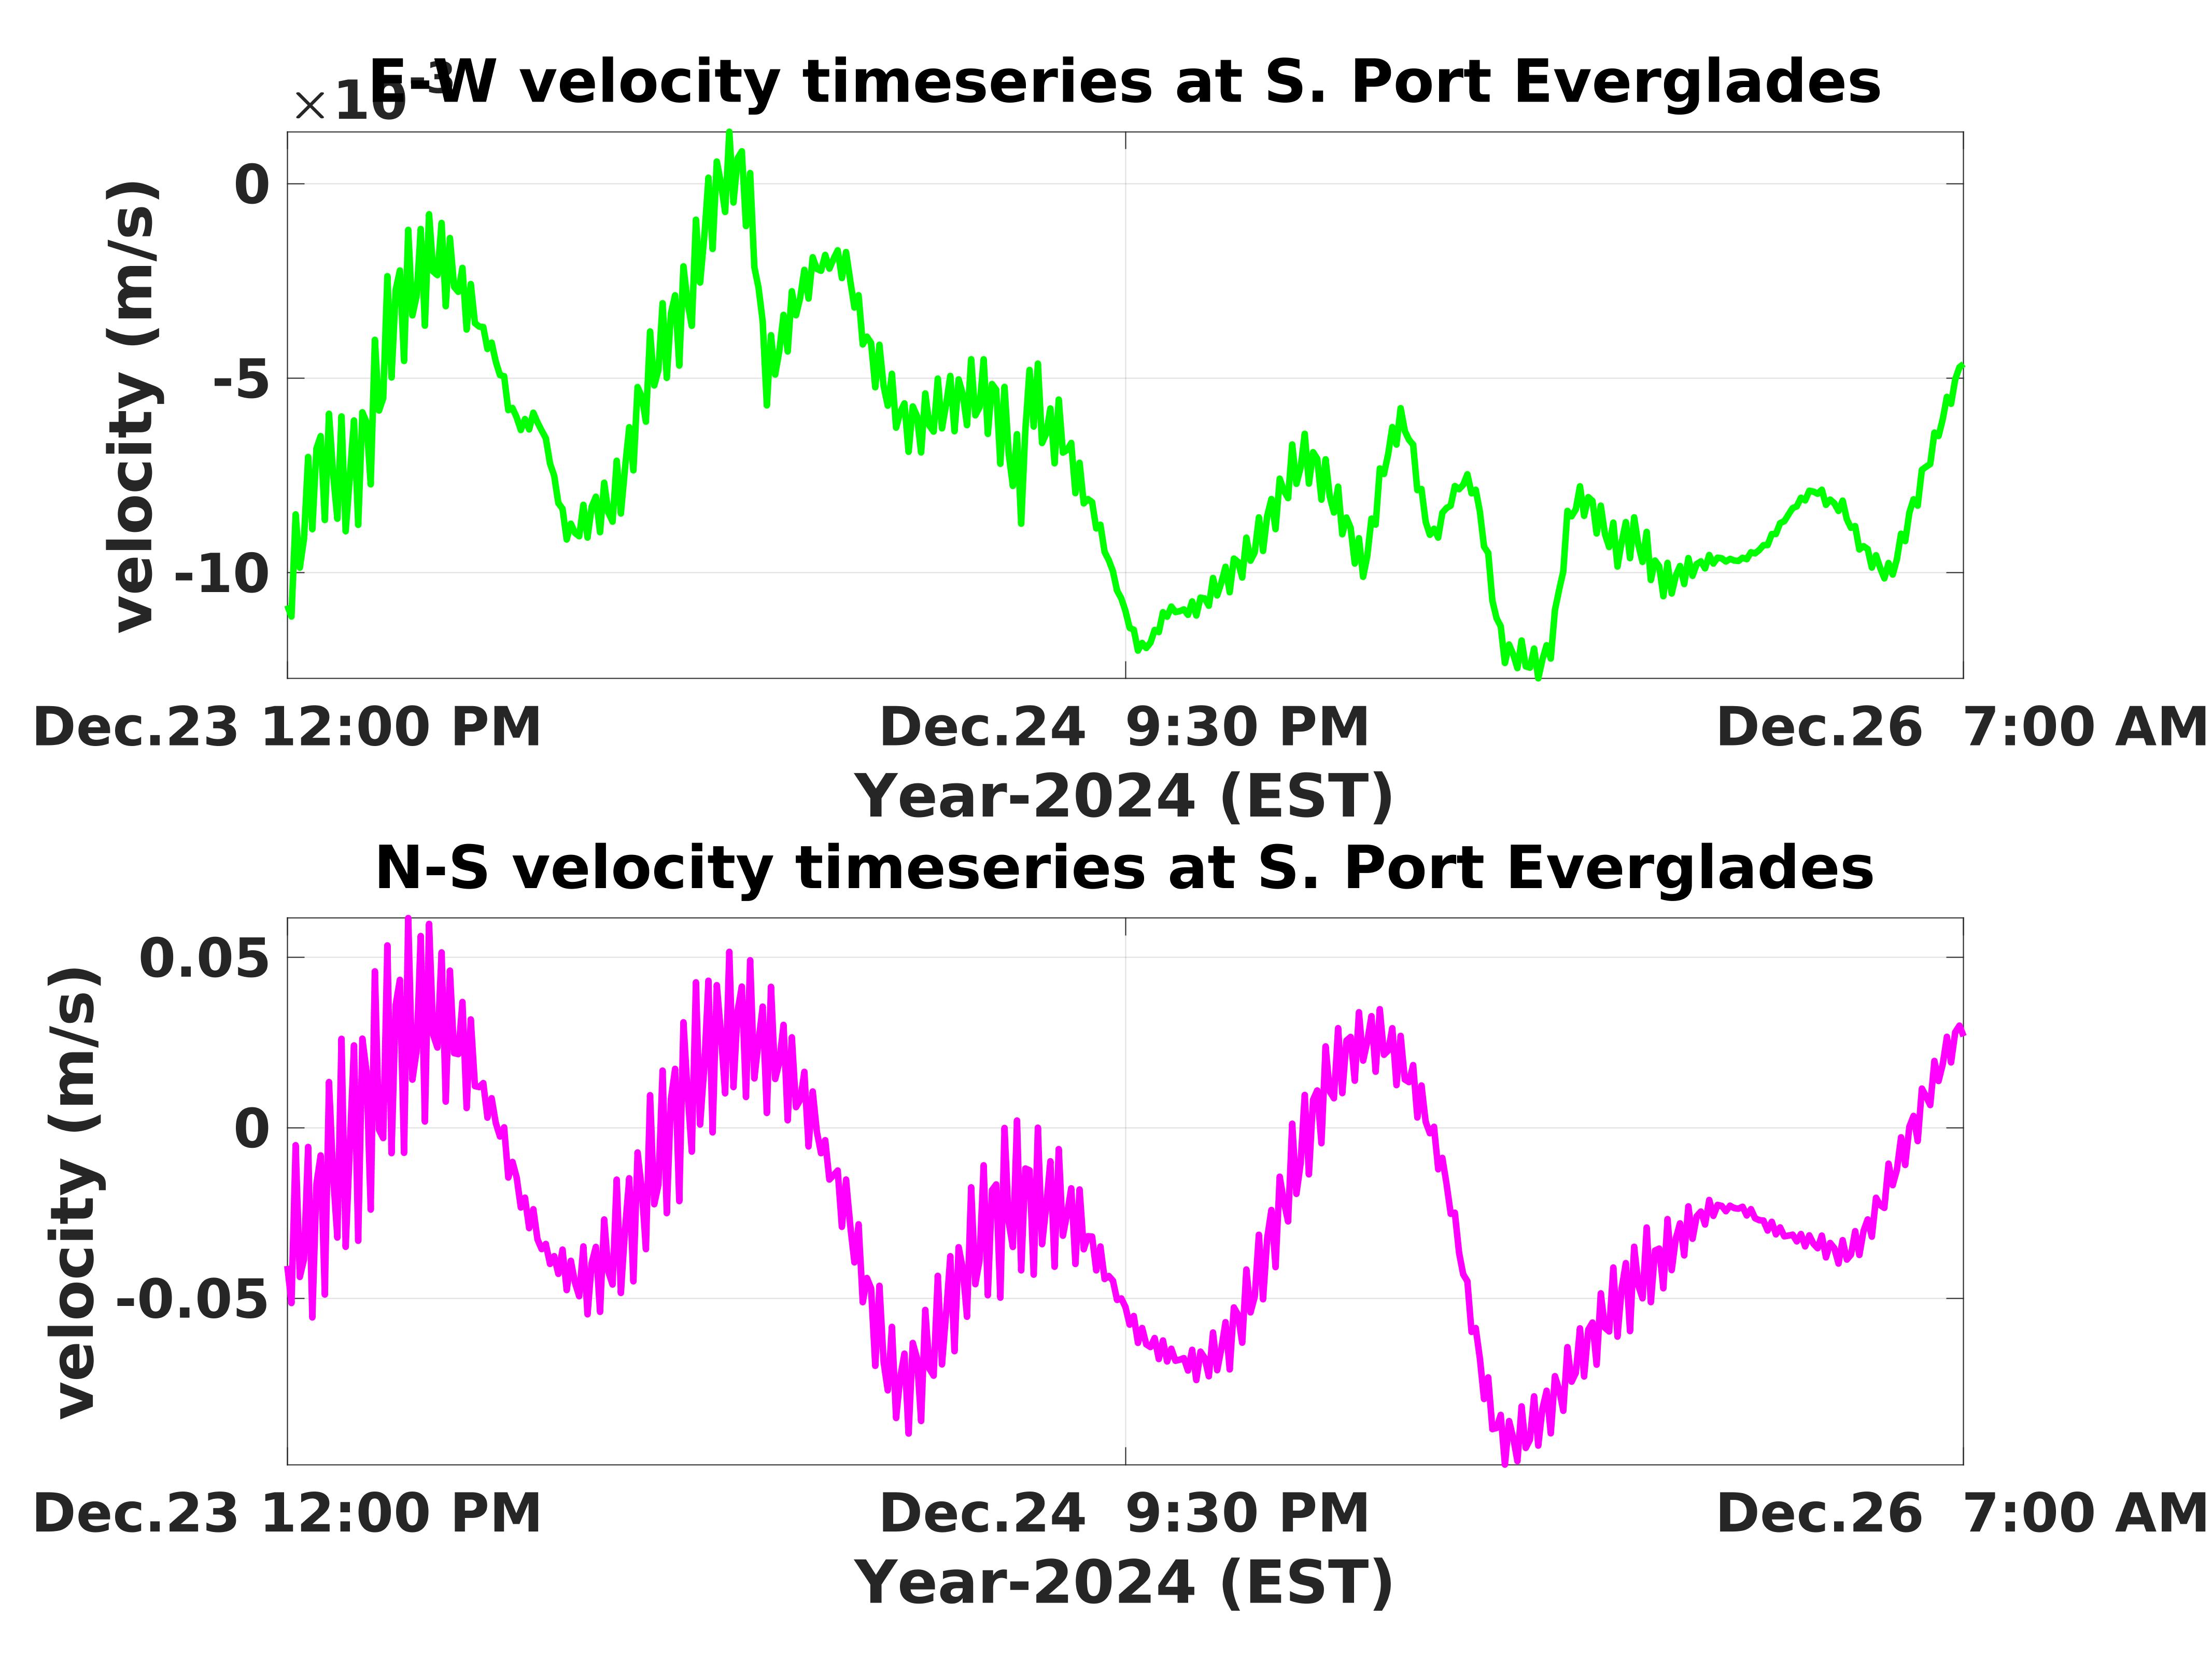 E-W velocity timeseries at S. Port Everglades
×10-3
velocity (m/s)
0
-5
-10
Dec.23 12:00 PM Dec.24 9:30 PM Dec.26 7:00 AM
Year-2024 (EST)
N-S velocity timeseries at S. Port Everglades
velocity (m/s)
0.05
0
-0.05
Dec.23 12:00 PM Dec.24 9:30 PM Dec.26 7:00 AM
Year-2024 (EST)